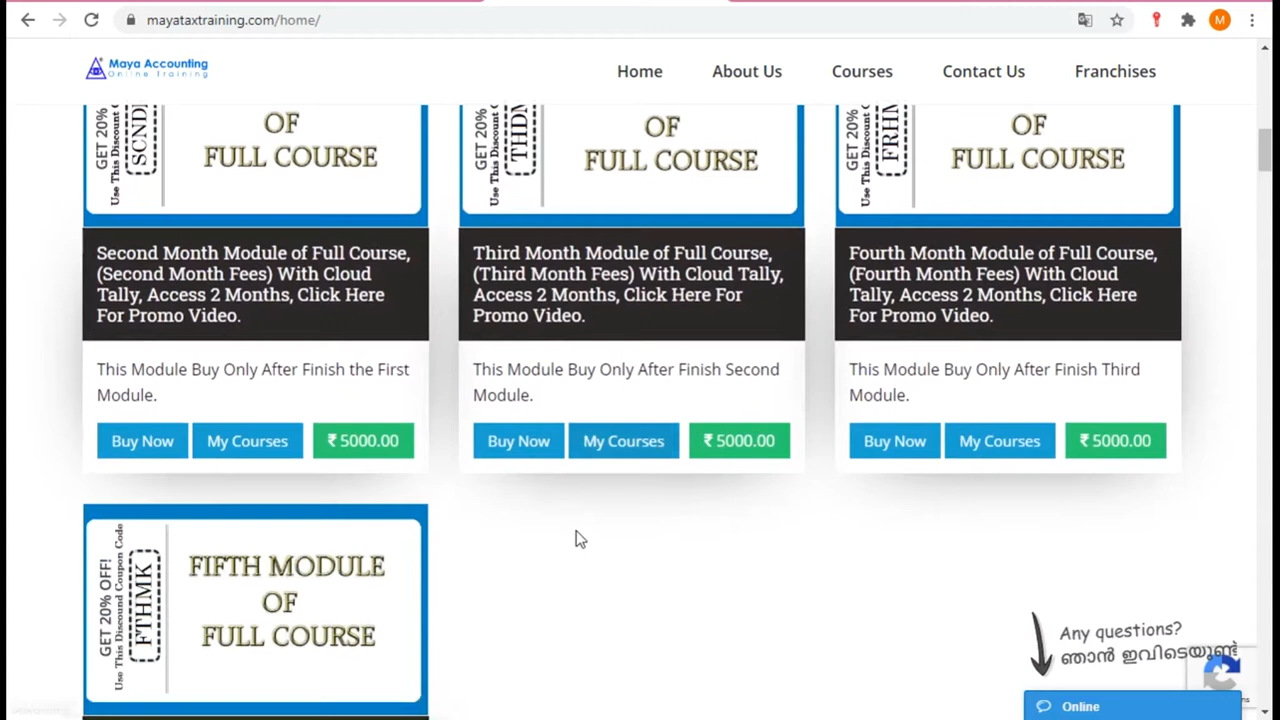 mayataxtraining.com/home/
M
Maya Accounting
Online Training
Home
About Us
Courses
Contact Us
Franchises
GET 20%
Use This Discount
OF
FULL COURSE
GET 20%
Use This Discount
OF
FULL COURSE
GET 20%
Use This Discount
OF
FULL COURSE
Second Month Module of Full Course,
(Second Month Fees) With Cloud
Tally, Access 2 Months, Click Here
For Promo Video.
Third Month Module of Full Course,
(Third Month Fees) With Cloud Tally,
Access 2 Months, Click Here For
Promo Video.
Fourth Month Module of Full Course,
(Fourth Month Fees) With Cloud
Tally, Access 2 Months, Click Here
For Promo Video.
This Module Buy Only After Finish the First
Module.
This Module Buy Only After Finish Second
Module.
This Module Buy Only After Finish Third
Module.
Buy Now
My Courses
₹ 5000.00
Buy Now
My Courses
₹ 5000.00
Buy Now
My Courses
₹ 5000.00
GET 20% OFF!
Use This Discound Coupon Code
FTHMK
FIFTH MODULE
OF
FULL COURSE
Any questions?
ഞാൻ ഇവിടെയുണ്ട്
Online